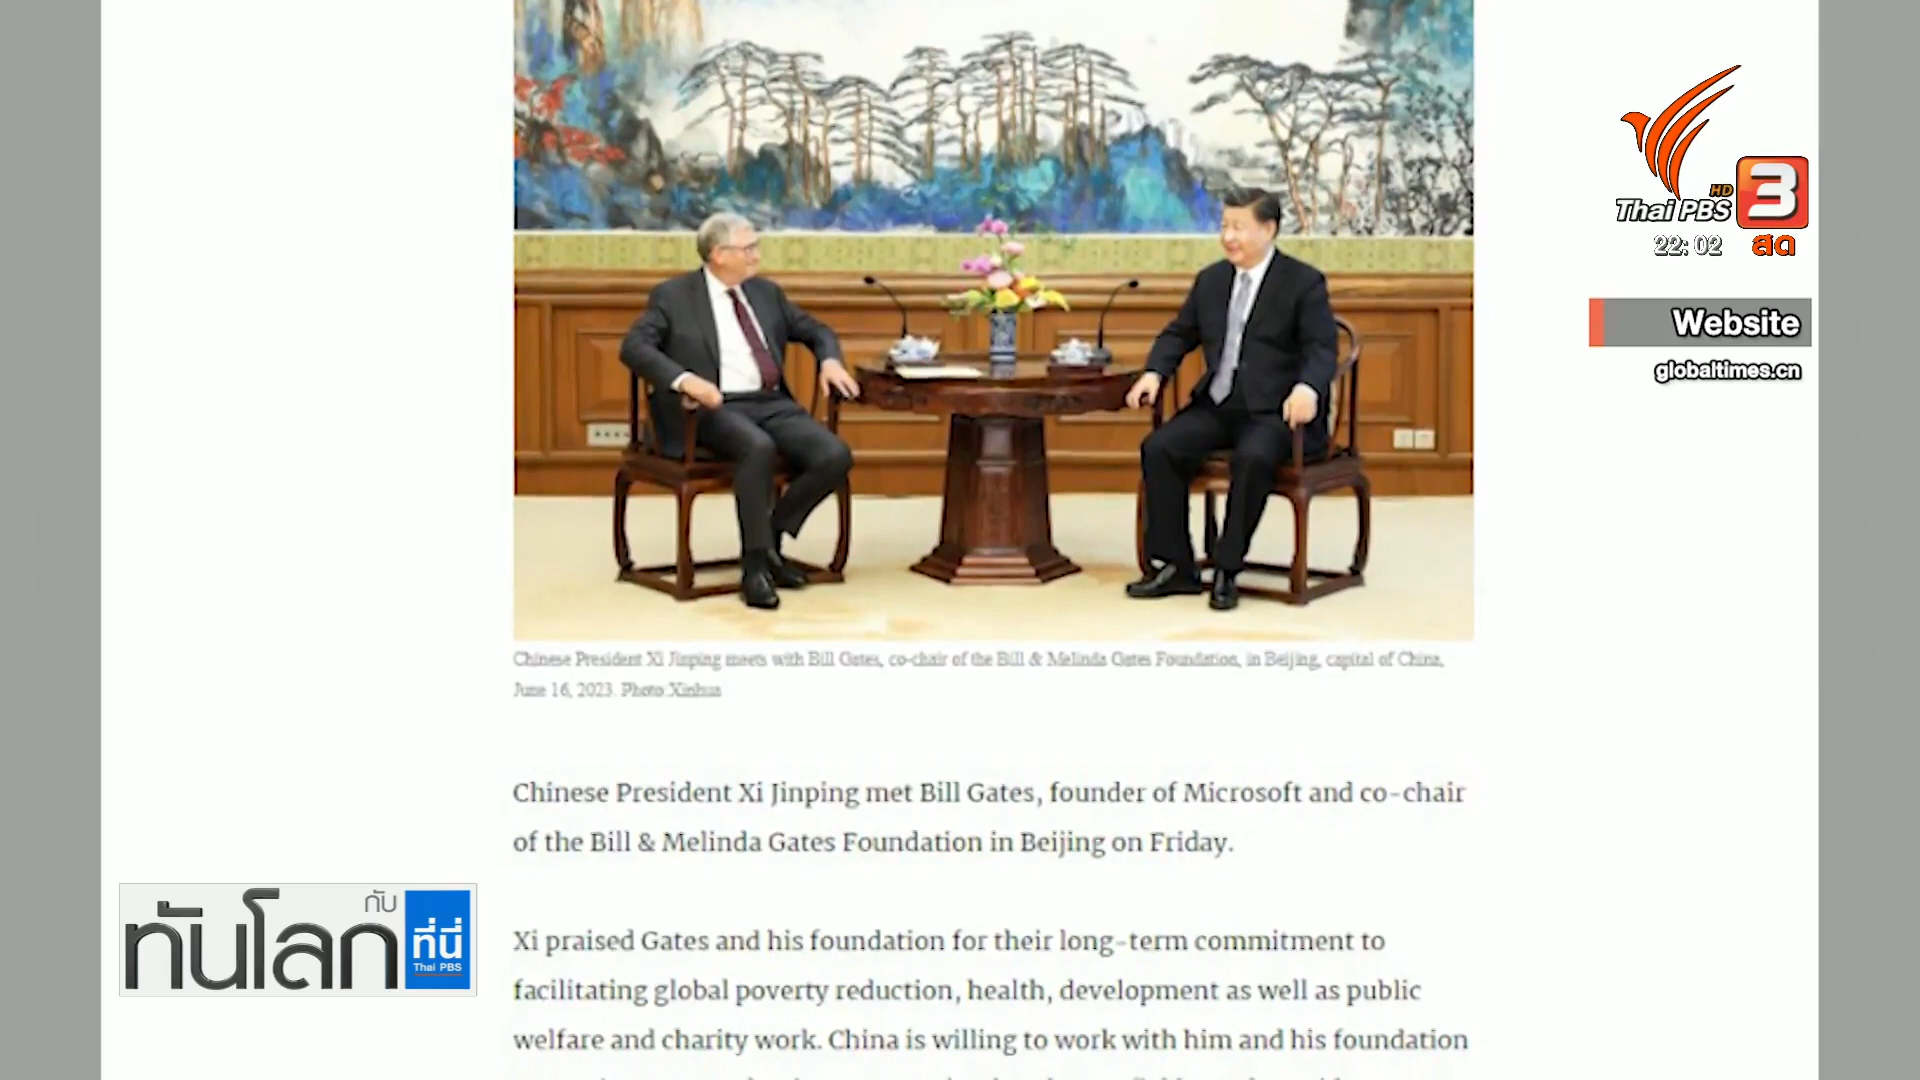 Thai PBS
HD
3
22:02 สด
Website
globaltimes.cn
Chinese President Xi Jinping meets with Bill Gates, co-chair of the Bill & Melinda Gates Foundation, in Beijing, capital of China,
June 16, 2023. Photo: Xinhua
Chinese President Xi Jinping met Bill Gates, founder of Microsoft and co-chair
of the Bill & Melinda Gates Foundation in Beijing on Friday.
Xi praised Gates and his foundation for their long-term commitment to
facilitating global poverty reduction, health, development as well as public
welfare and charity work. China is willing to work with him and his foundation
ทันโลก
กับ
ที่นี่
Thai PBS